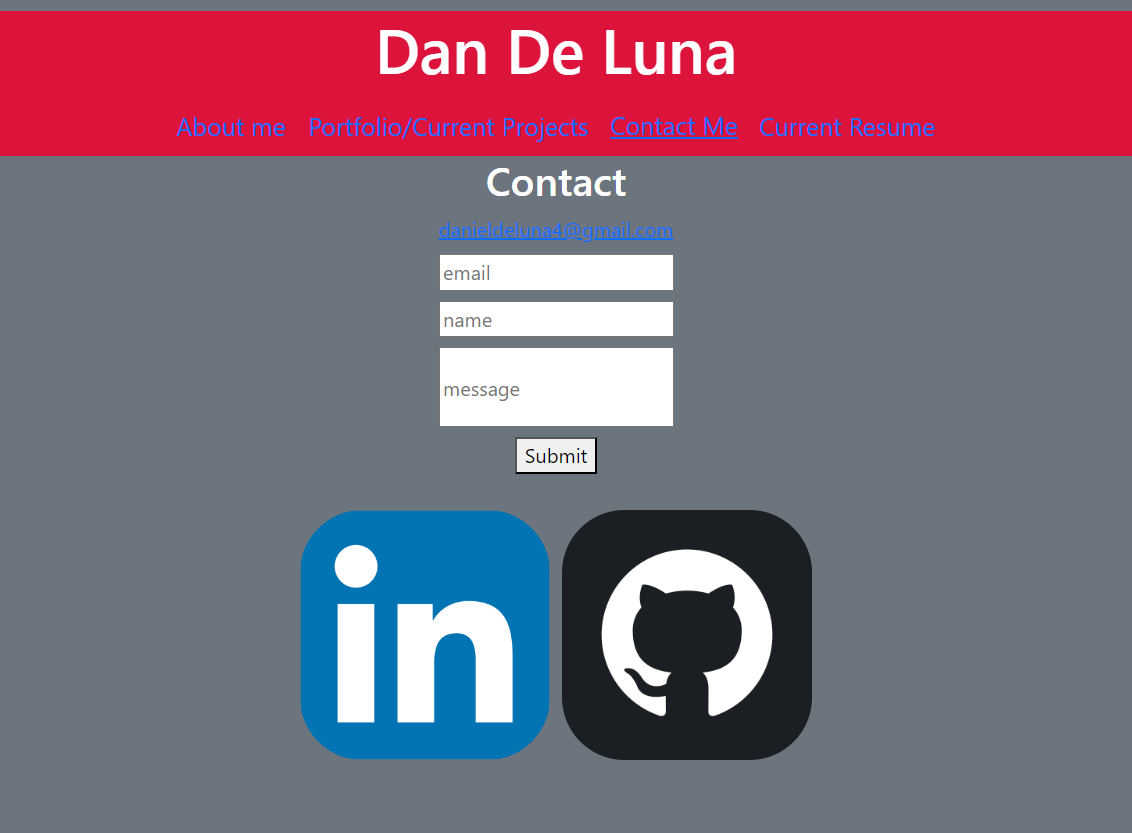 Dan De Luna
About me Portfolio/Current Projects Contact Me Current Resume
Contact
danieldeluna4@gmail.com
email
name
message
Submit
in